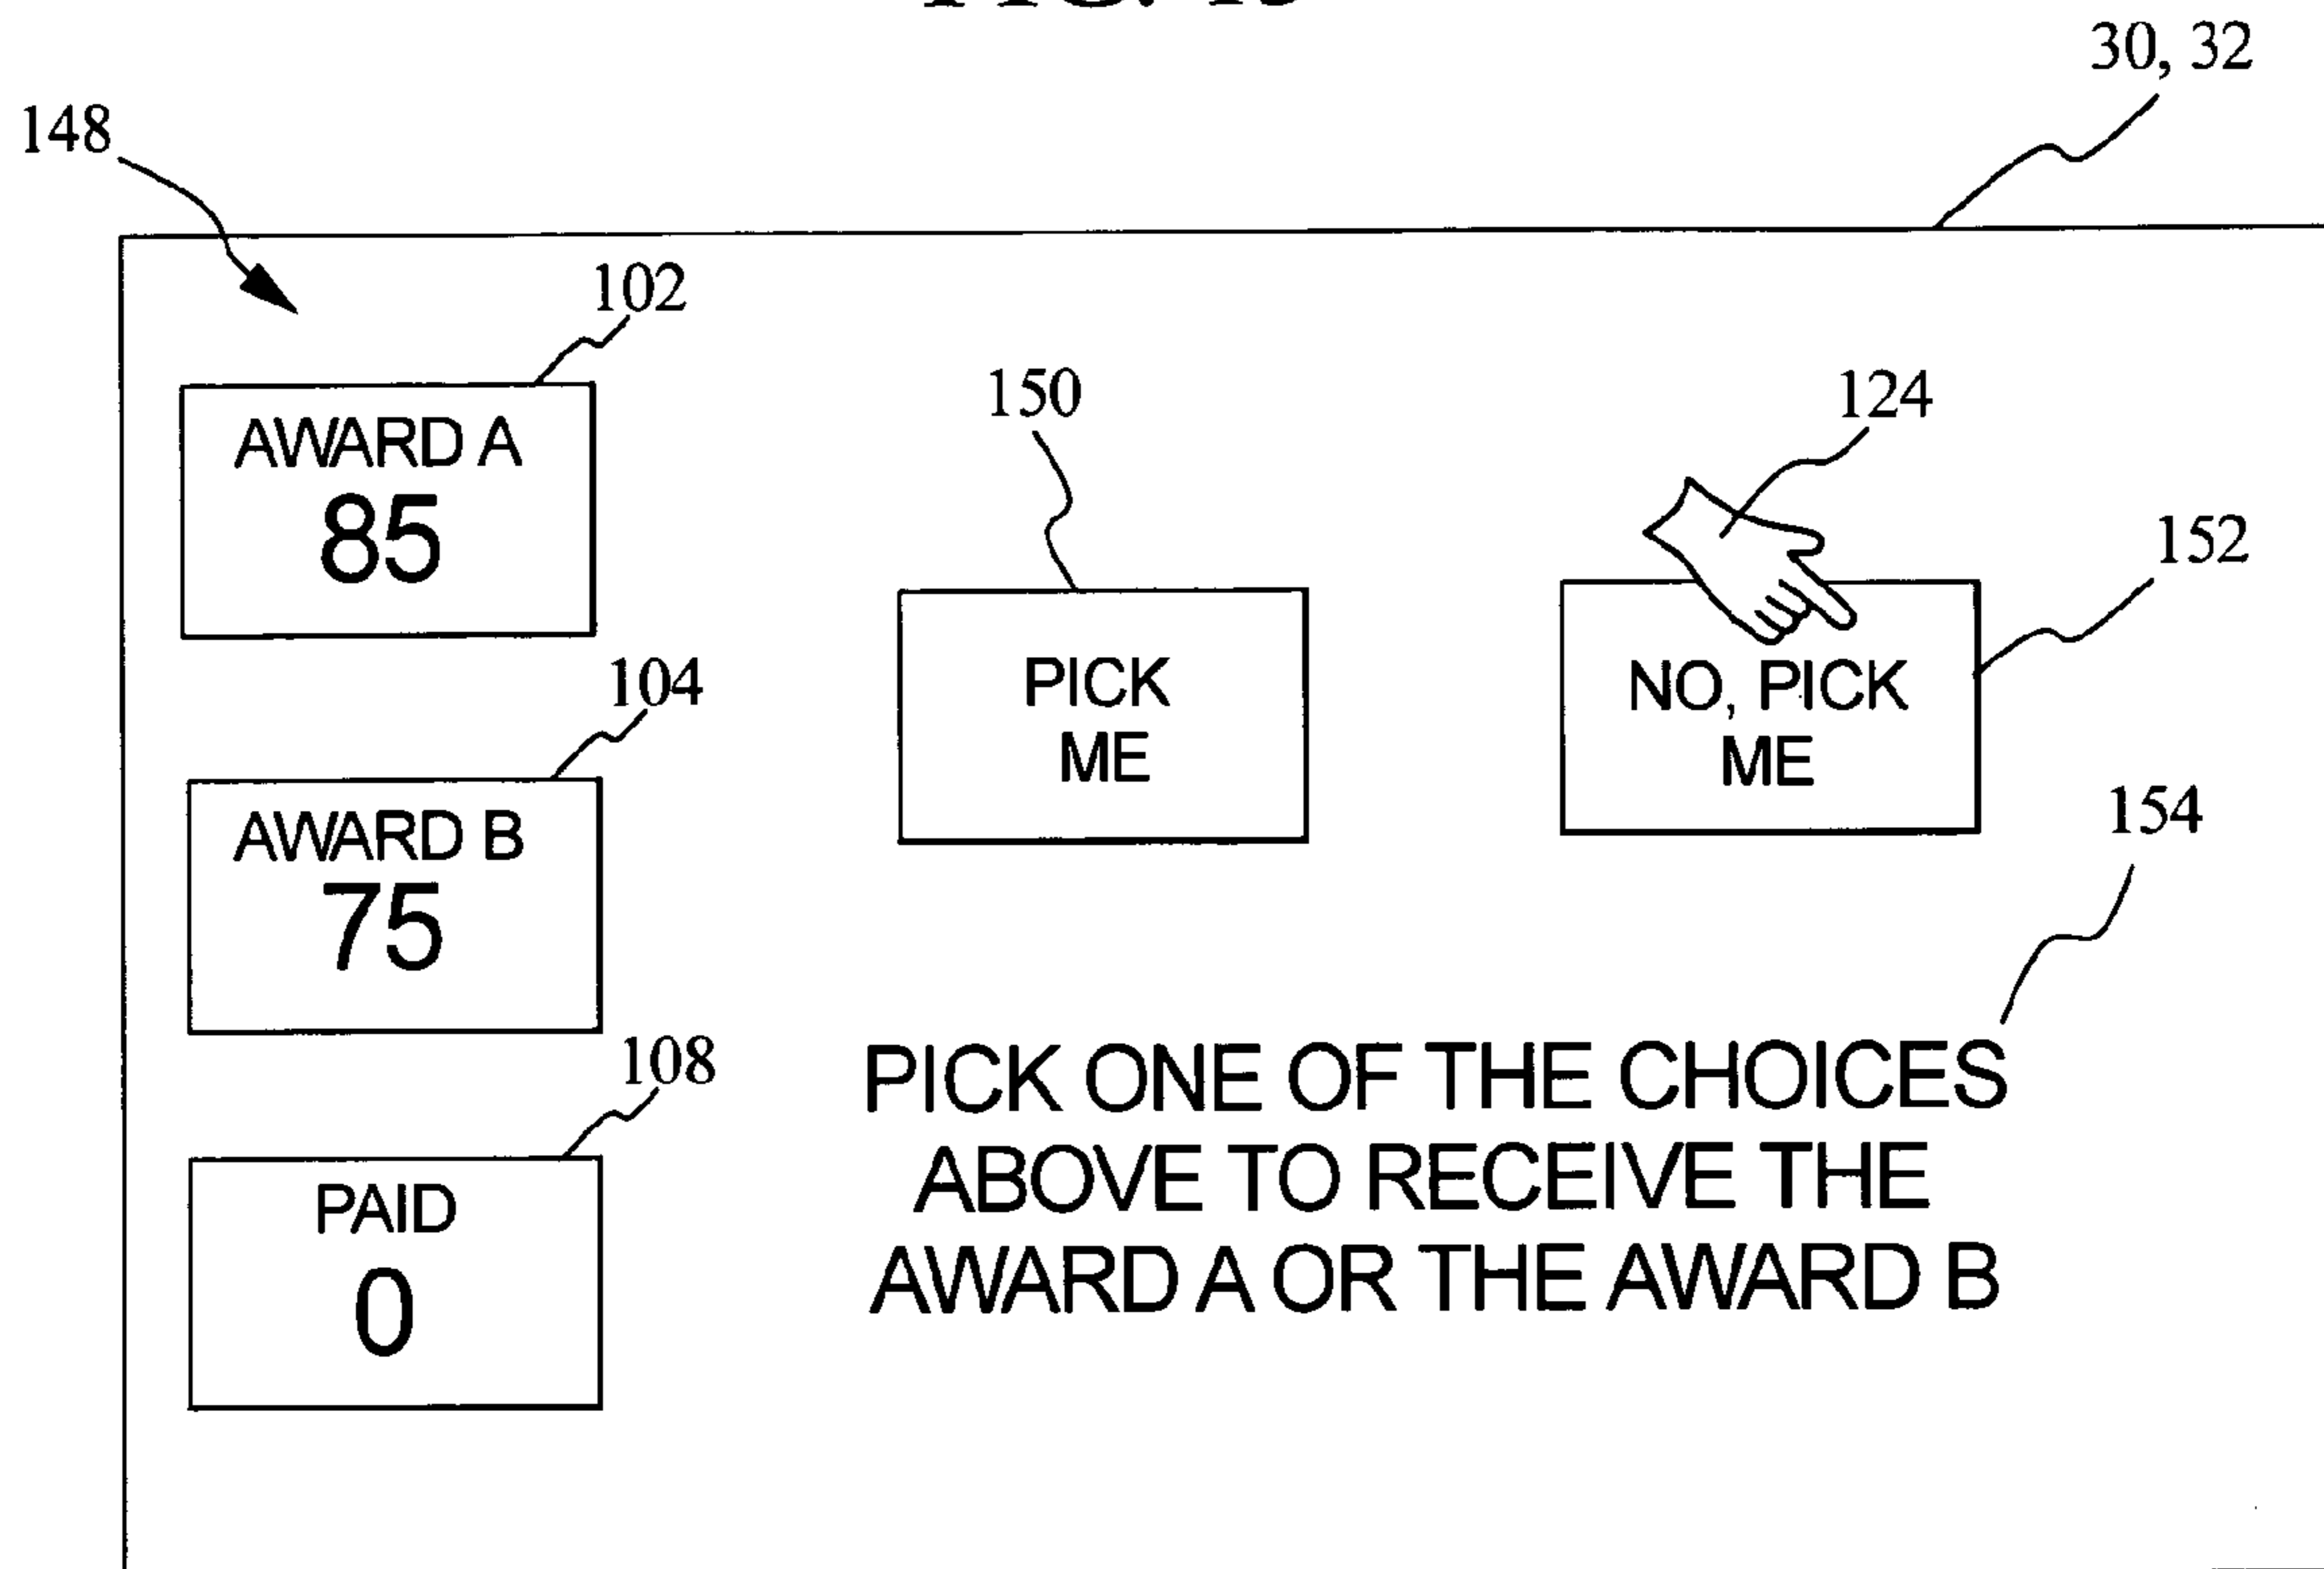 30, 32
148
102
AWARD A
85
150
124
152
PICK
ME
NO, PICK
ME
104
AWARD B
75
154
108
PAID
0
PICK ONE OF THE CHOICES
ABOVE TO RECEIVE THE
AWARD A OR THE AWARD B